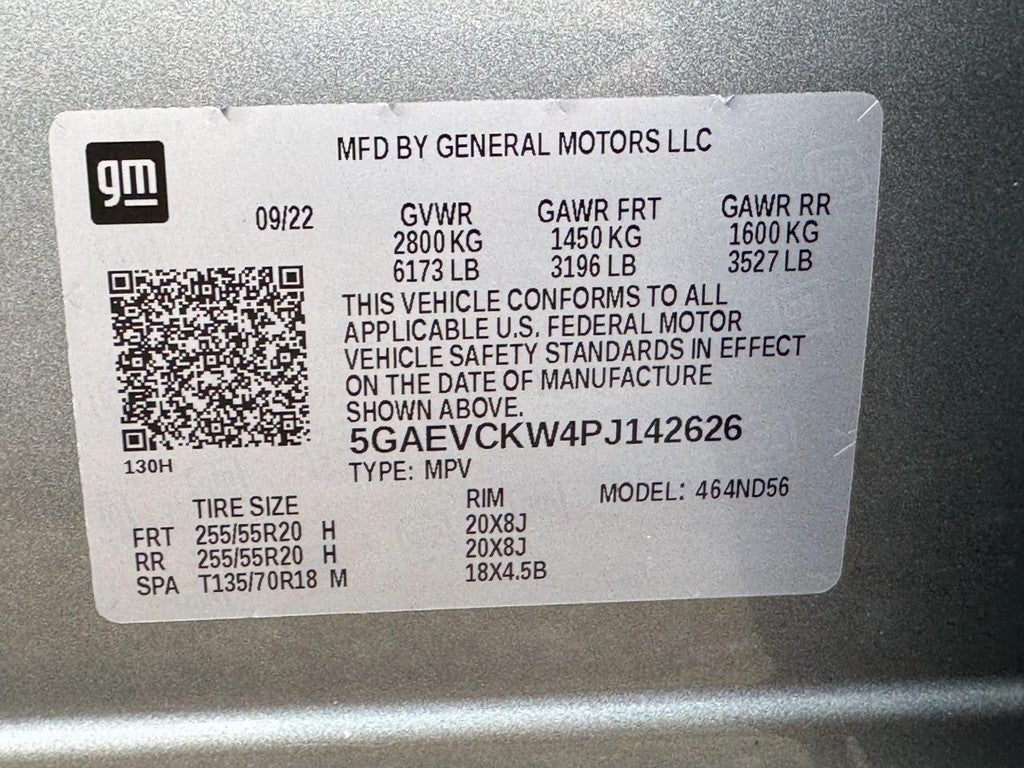 gm
MFD BY GENERAL MOTORS LLC
09/22
GVWR GAWR FRT GAWR RR
2800 KG 1450 KG 1600 KG
6173 LB 3196 LB 3527 LB
THIS VEHICLE CONFORMS TO ALL
APPLICABLE U.S. FEDERAL MOTOR
VEHICLE SAFETY STANDARDS IN EFFECT
ON THE DATE OF MANUFACTURE
SHOWN ABOVE.
5GAEVCKW4PJ142626
130H
TYPE: MPV
TIRE SIZE RIM MODEL: 464ND56
FRT 255/55R20 H 20X8J
RR 255/55R20 H 20X8J
SPA T135/70R18 M 18X4.5B